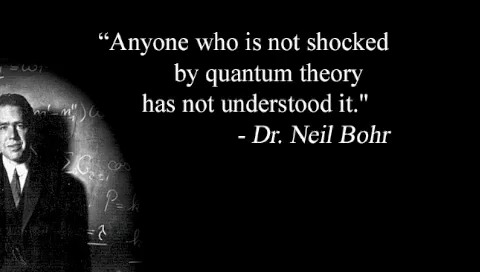 “Anyone who is not shocked
by quantum theory
has not understood it."
- Dr. Neil Bohr